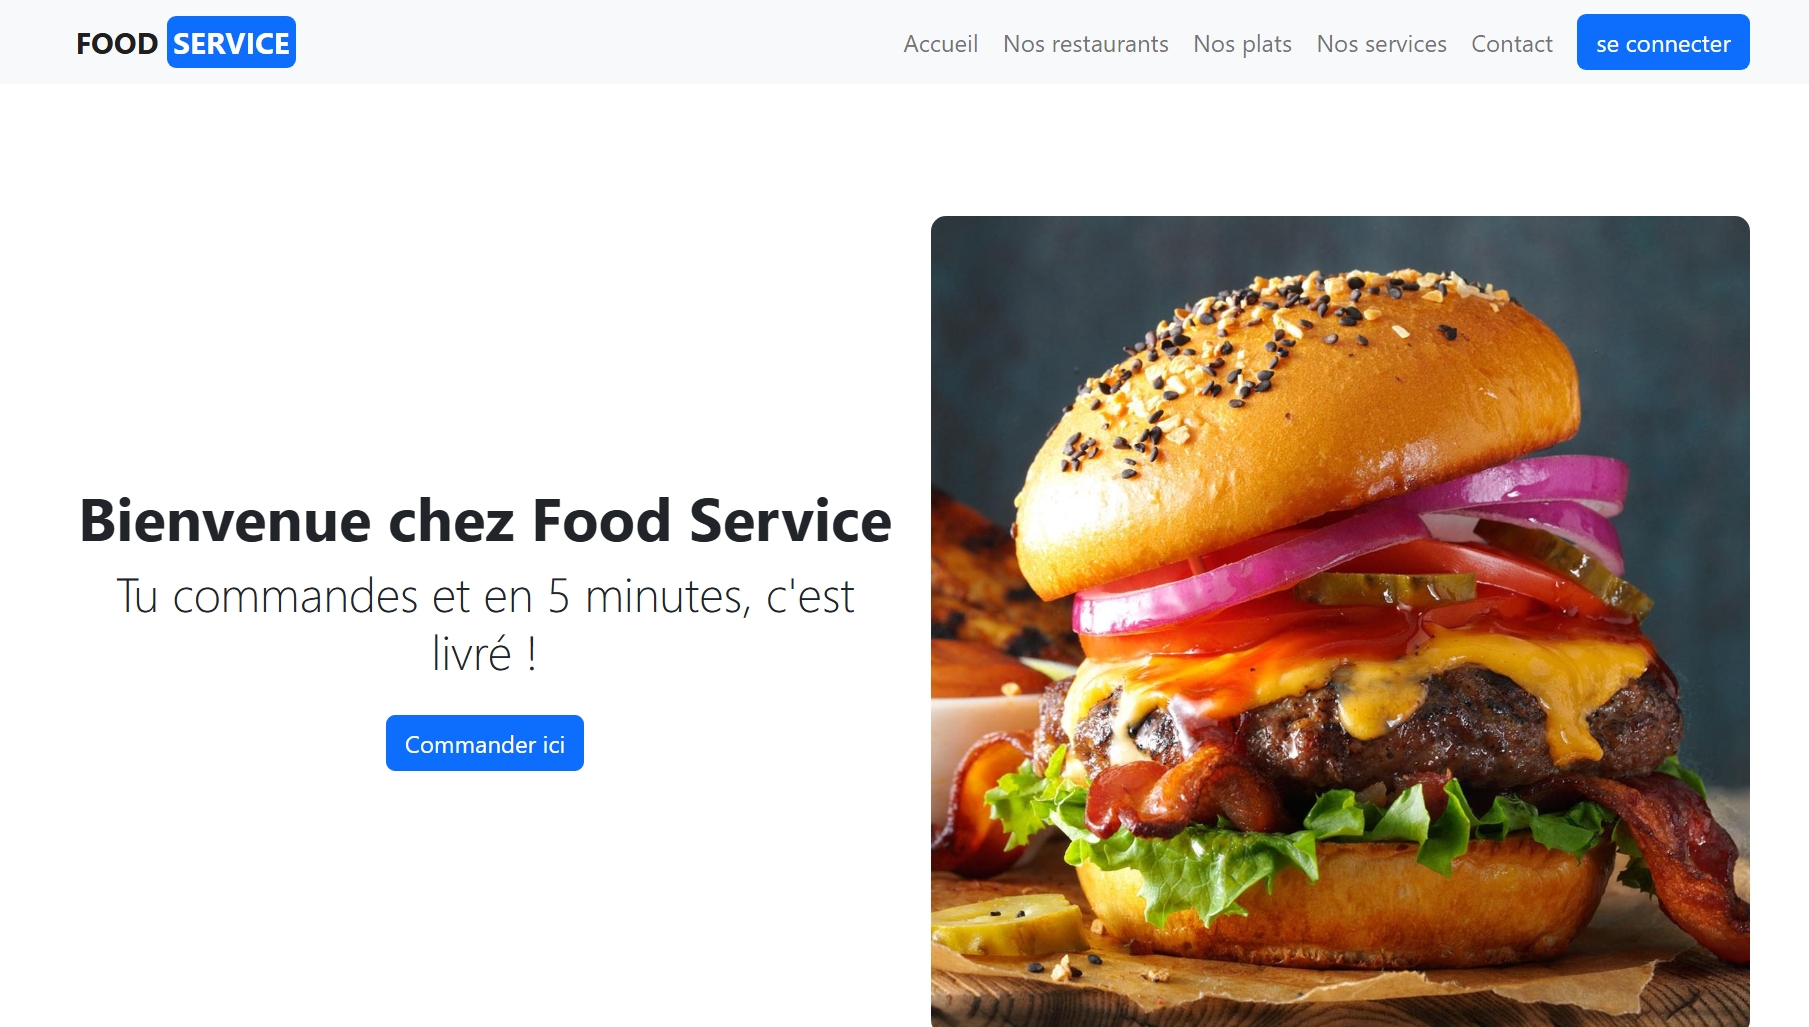 FOOD SERVICE
Accueil Nos restaurants Nos plats Nos services Contact se connecter
Bienvenue chez Food Service
Tu commandes et en 5 minutes, c'est
livré !
Commander ici